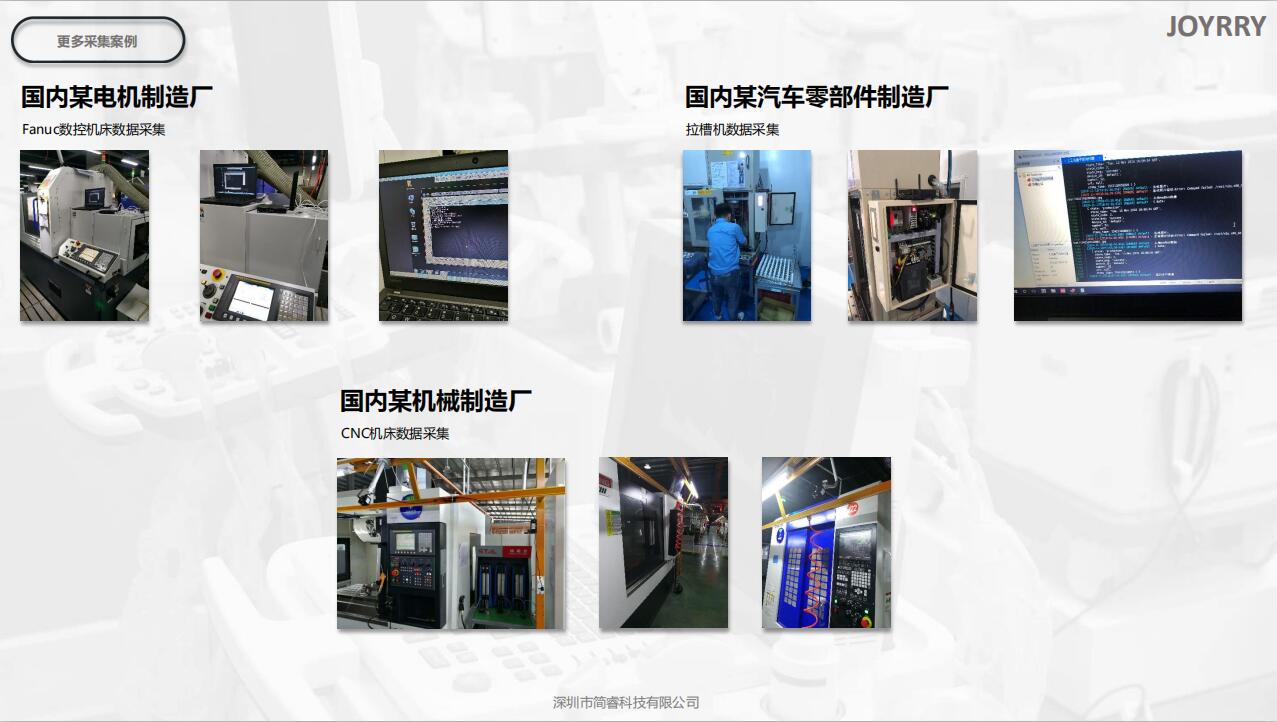 更多采集案例
JOYRRY
国内某电机制造厂
Fanuc数控机床数据采集
国内某汽车零部件制造厂
拉槽机数据采集
国内某机械制造厂
CNC机床数据采集
深圳市简睿科技有限公司